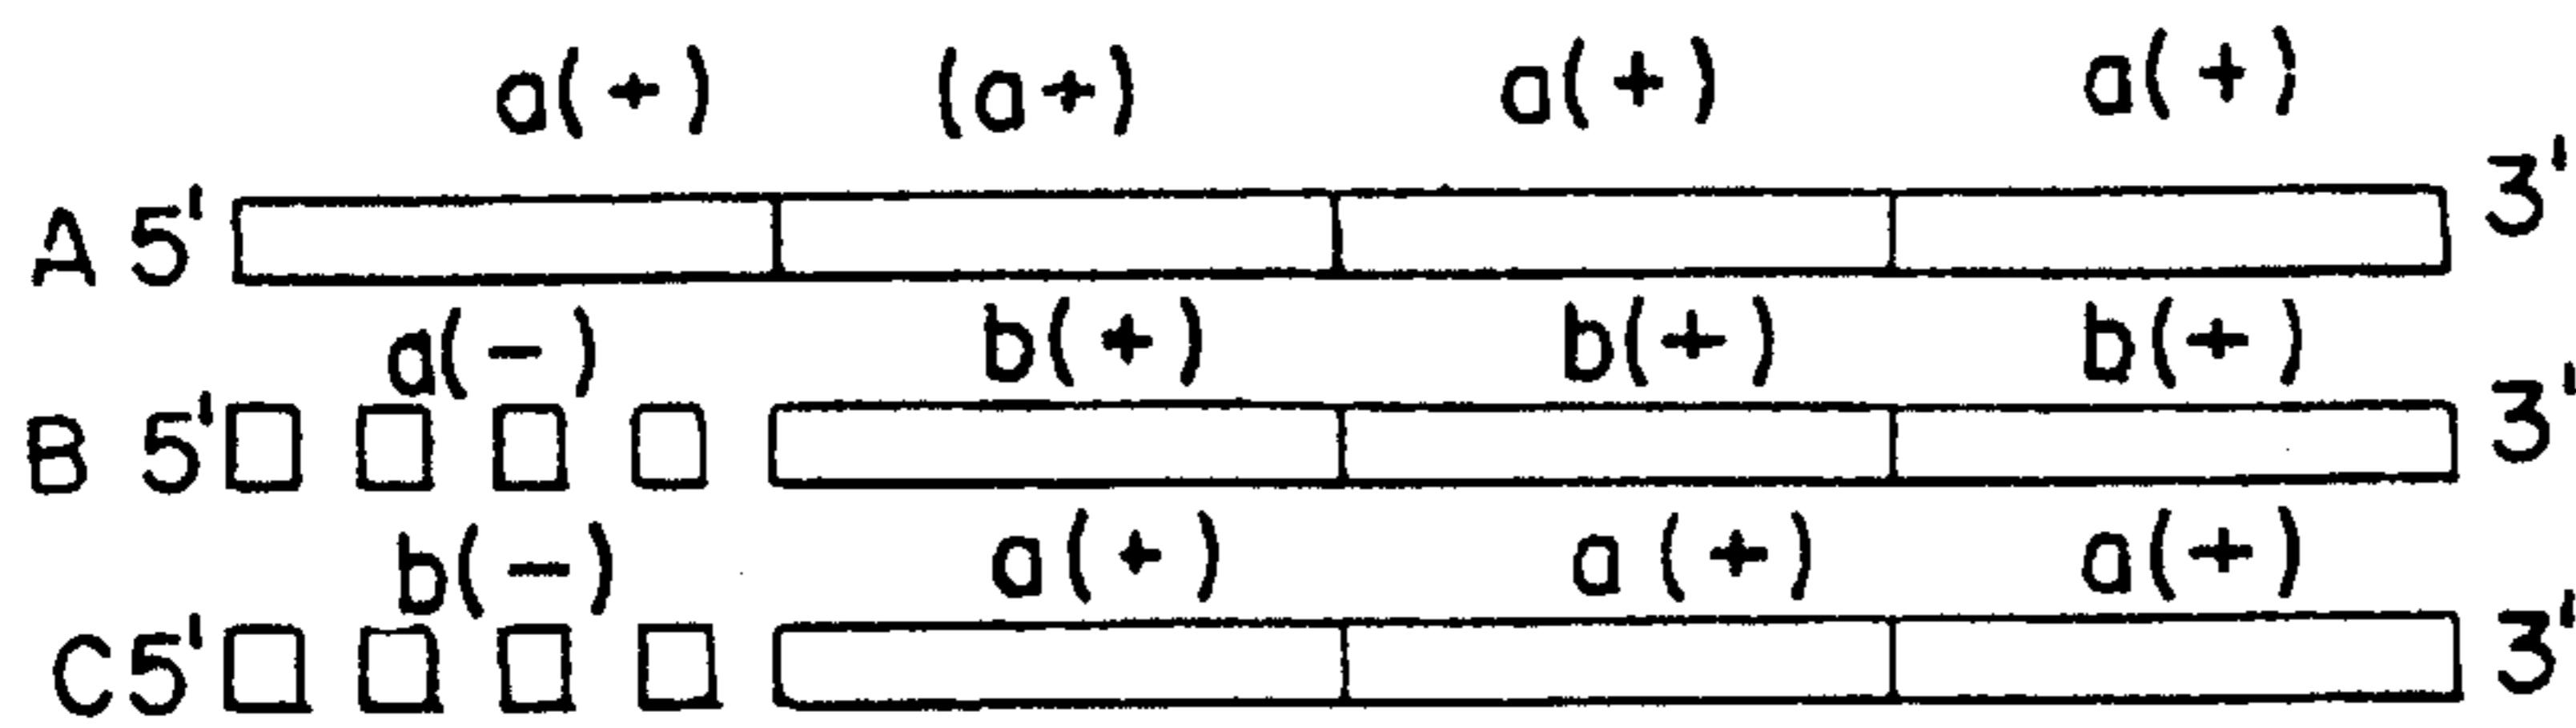 a(+) (a+) a(+) a(+)
A 5' 3'
a(-) b(+) b(+) b(+)
B 5' 3'
b(-) a(+) a(+) a(+)
C 5' 3'